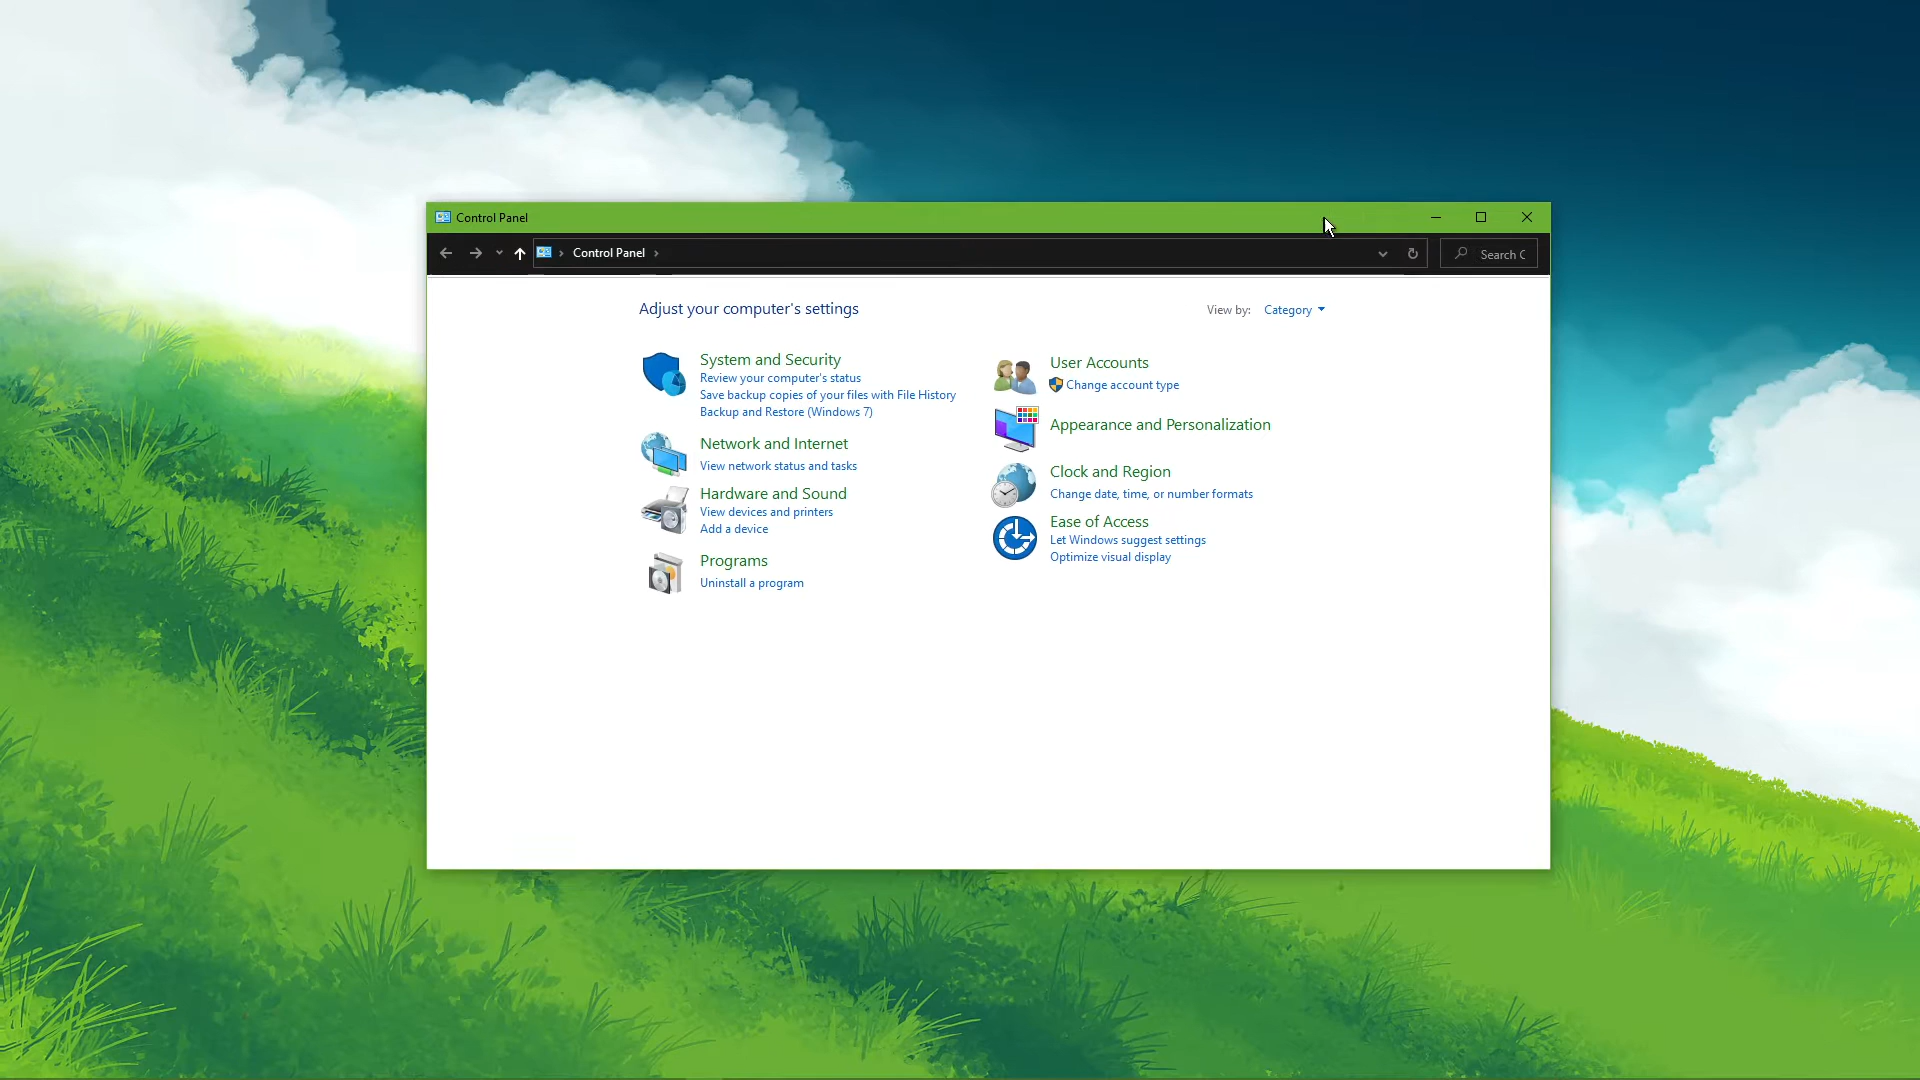 Control Panel
Control Panel
Search C
Adjust your computer's settings
View by: Category
System and Security
Review your computer's status
Save backup copies of your files with File History
Backup and Restore (Windows 7)
Network and Internet
View network status and tasks
Hardware and Sound
View devices and printers
Add a device
Programs
Uninstall a program
User Accounts
Change account type
Appearance and Personalization
Clock and Region
Change date, time, or number formats
Ease of Access
Let Windows suggest settings
Optimize visual display